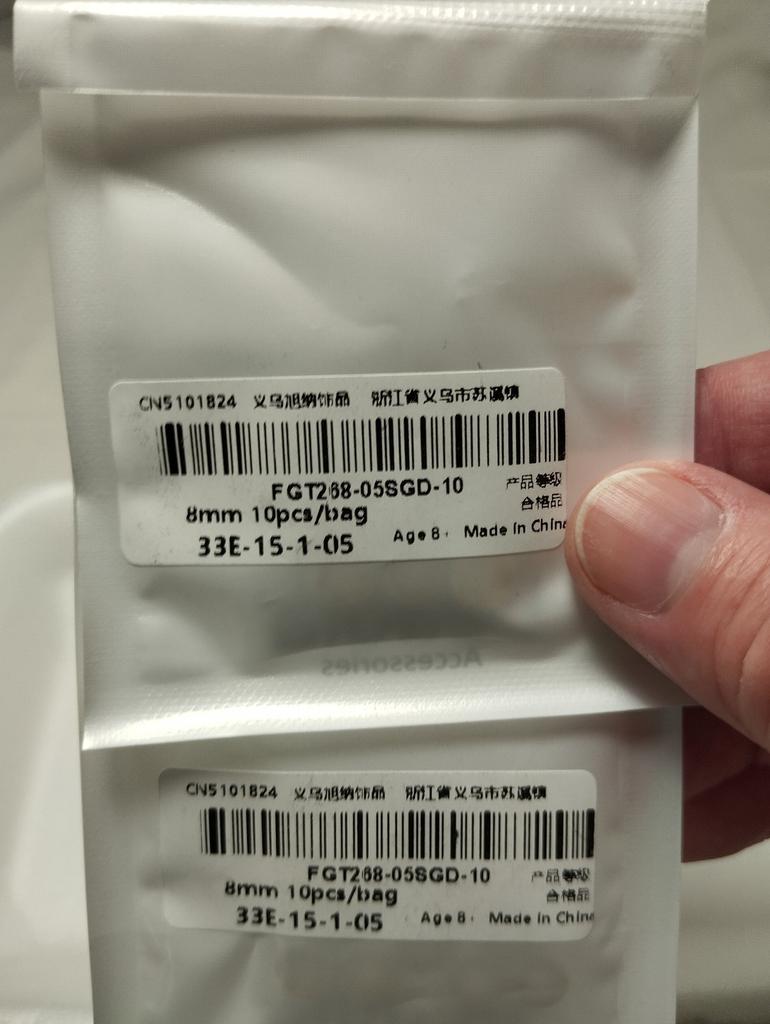 CN5101824 义乌旭纳饰品 浙江省义乌市苏溪镇
FGT268-05SGD-10
产品等级
8mm 10pcs/bag
合格品
33E-15-1-05
Age 8+ Made in China
Accessories
CN5101824 义乌旭纳饰品 浙江省义乌市苏溪镇
FGT268-05SGD-10
产品等级
8mm 10pcs/bag
合格品
33E-15-1-05
Age 8+ Made in China